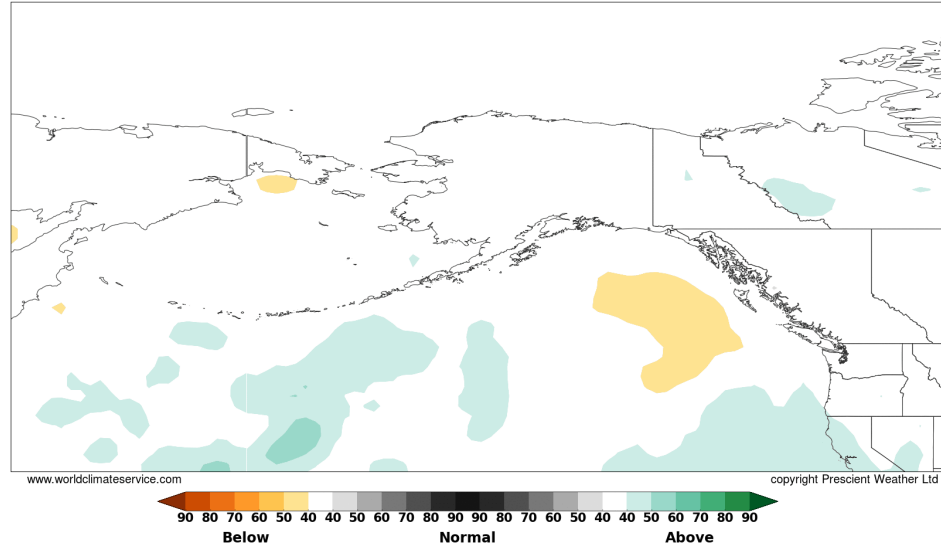 www.worldclimateservice.com copyright Prescient Weather Ltd
90 80 70 60 50 40 40 50 60 70 80 90 90 80 70 60 50 40 40 50 60 70 80 90
Below Normal Above